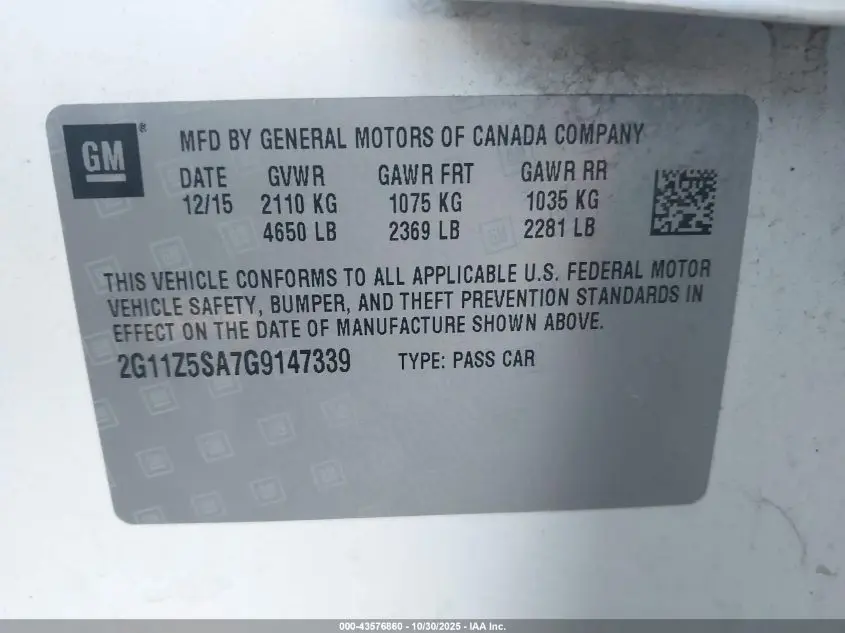 GM®
MFD BY GENERAL MOTORS OF CANADA COMPANY
DATE GVWR GAWR FRT GAWR RR
12/15 2110 KG 1075 KG 1035 KG
4650 LB 2369 LB 2281 LB
THIS VEHICLE CONFORMS TO ALL APPLICABLE U.S. FEDERAL MOTOR
VEHICLE SAFETY, BUMPER, AND THEFT PREVENTION STANDARDS IN
EFFECT ON THE DATE OF MANUFACTURE SHOWN ABOVE.
2G11Z5SA7G9147339 TYPE: PASS CAR
000-43576860 - 10/30/2025 - IAA Inc.